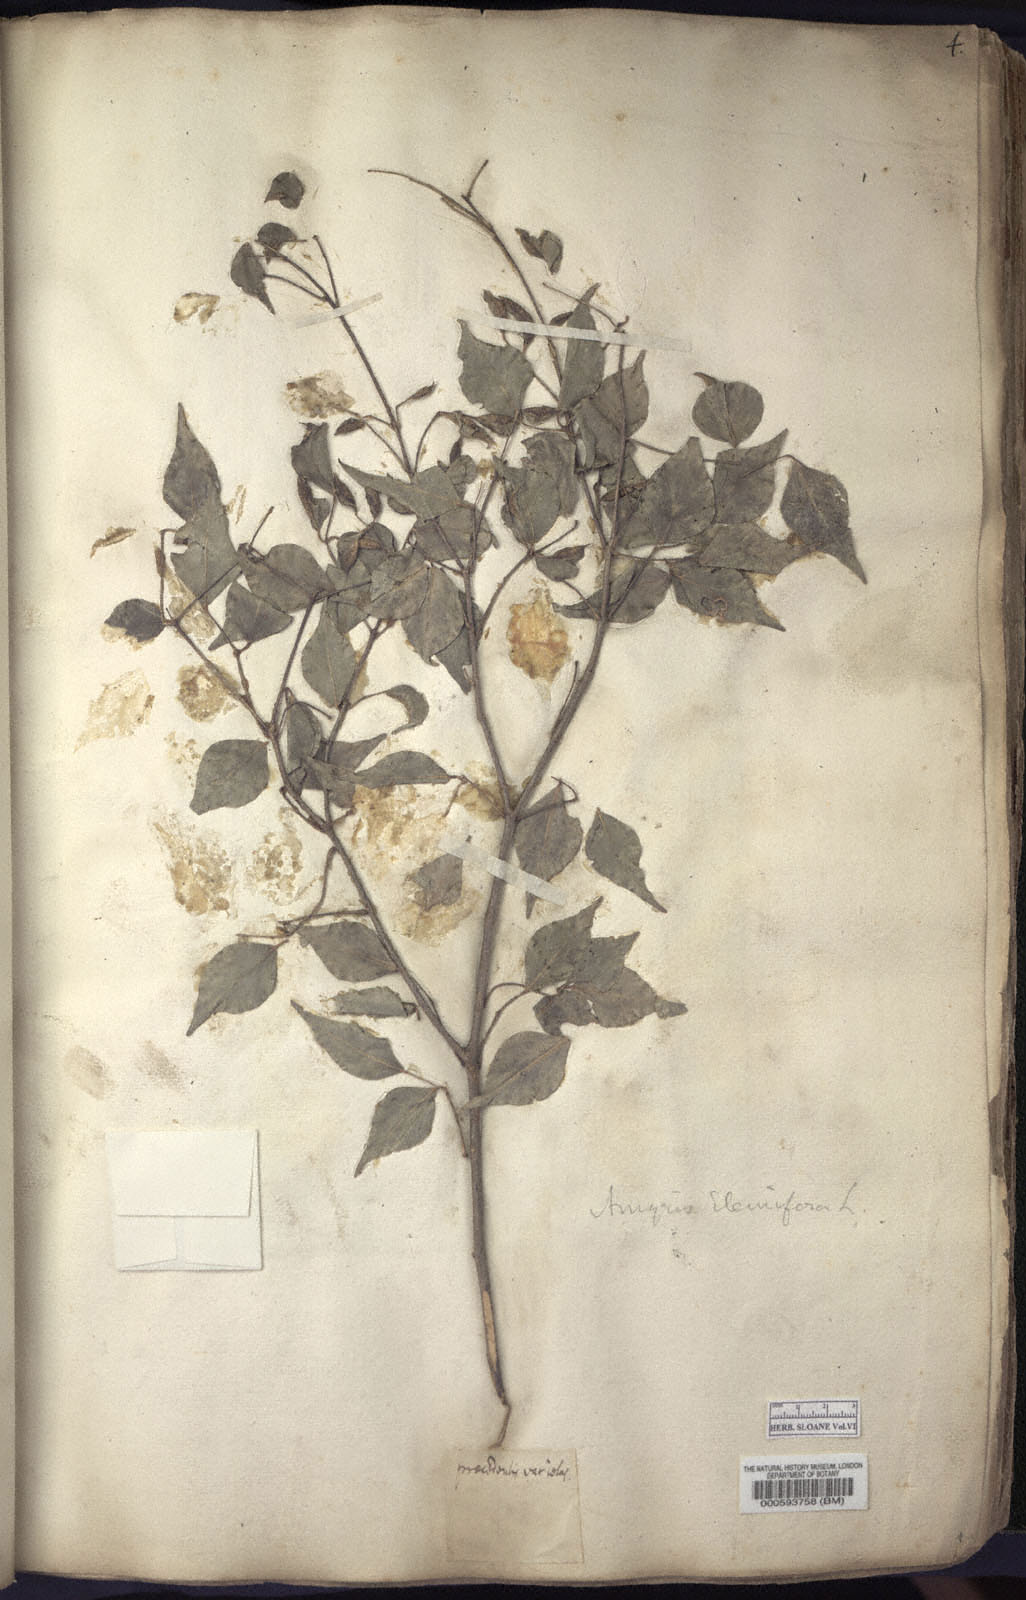 4.
Amyris Elemifera L.
HERB. SLOANE Vol.VI
THE NATURAL HISTORY MUSEUM, LONDON
DEPARTMENT OF BOTANY
000593758 (BM)